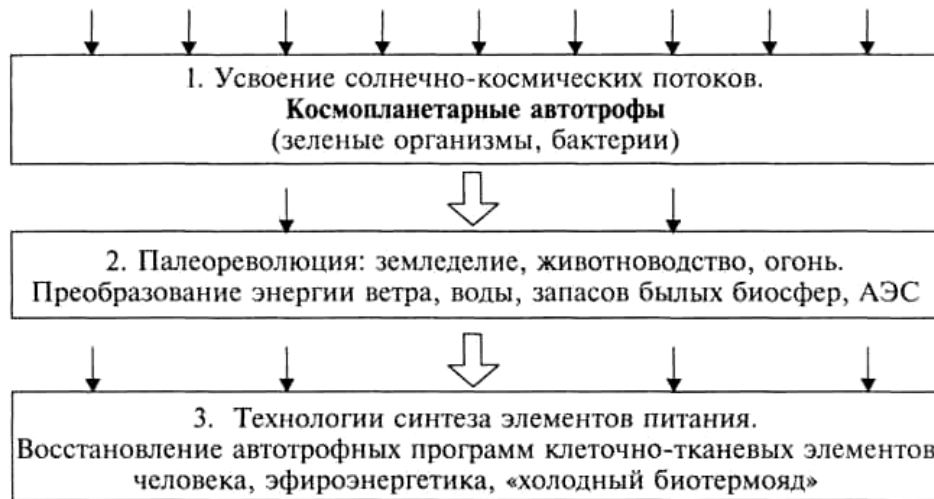 1. Усвоение солнечно-космических потоков.
Космопланетарные автотрофы
(зеленые организмы, бактерии)
2. Палеореволюция: земледелие, животноводство, огонь.
Преобразование энергии ветра, воды, запасов былых биосфер, АЭС
3. Технологии синтеза элементов питания.
Восстановление автотрофных программ клеточно-тканевых элементов
человека, эфироэнергетика, «холодный биотермояд»